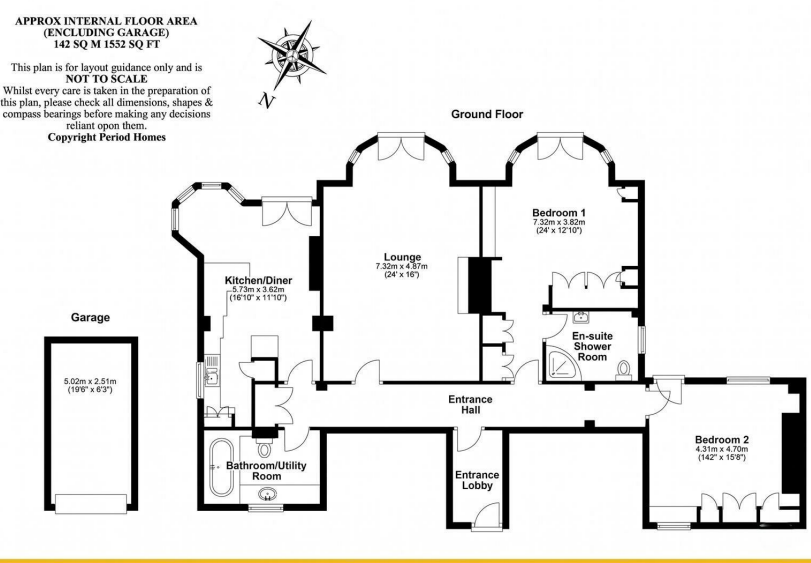 APPROX INTERNAL FLOOR AREA
(EXCLUDING GARAGE)
142 SQ M 1532 SQ FT
This plan is for layout guidance only and is
NOT TO SCALE
Whilst every care is taken in the preparation of
this plan, please check all dimensions, shapes &
compass bearings before making any decisions
reliant upon them.
Copyright Period Homes
N
Ground Floor
Bedroom 1
7.32m x 3.82m
(24' x 12'10")
Lounge
7.32m x 4.87m
(24' x 16")
Kitchen/Diner
5.73m x 3.62m
(16'10" x 11'10")
Garage
5.02m x 2.51m
(19'6" x 6'3")
En-suite
Shower
Room
Entrance
Hall
Bedroom 2
4.31m x 4.70m
(142" x 15'8")
Bathroom/Utility
Room
Entrance
Lobby